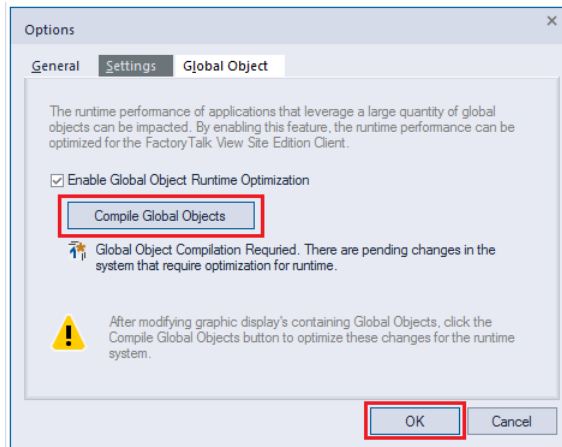 Options
General Settings Global Object
The runtime performance of applications that leverage a large quantity of global
objects can be impacted. By enabling this feature, the runtime performance can be
optimized for the FactoryTalk View Site Edition Client.
Enable Global Object Runtime Optimization
Compile Global Objects
Global Object Compilation Requried. There are pending changes in the
system that require optimization for runtime.
After modifying graphic display's containing Global Objects, click the
Compile Global Objects button to optimize these changes for the runtime
system.
OK Cancel